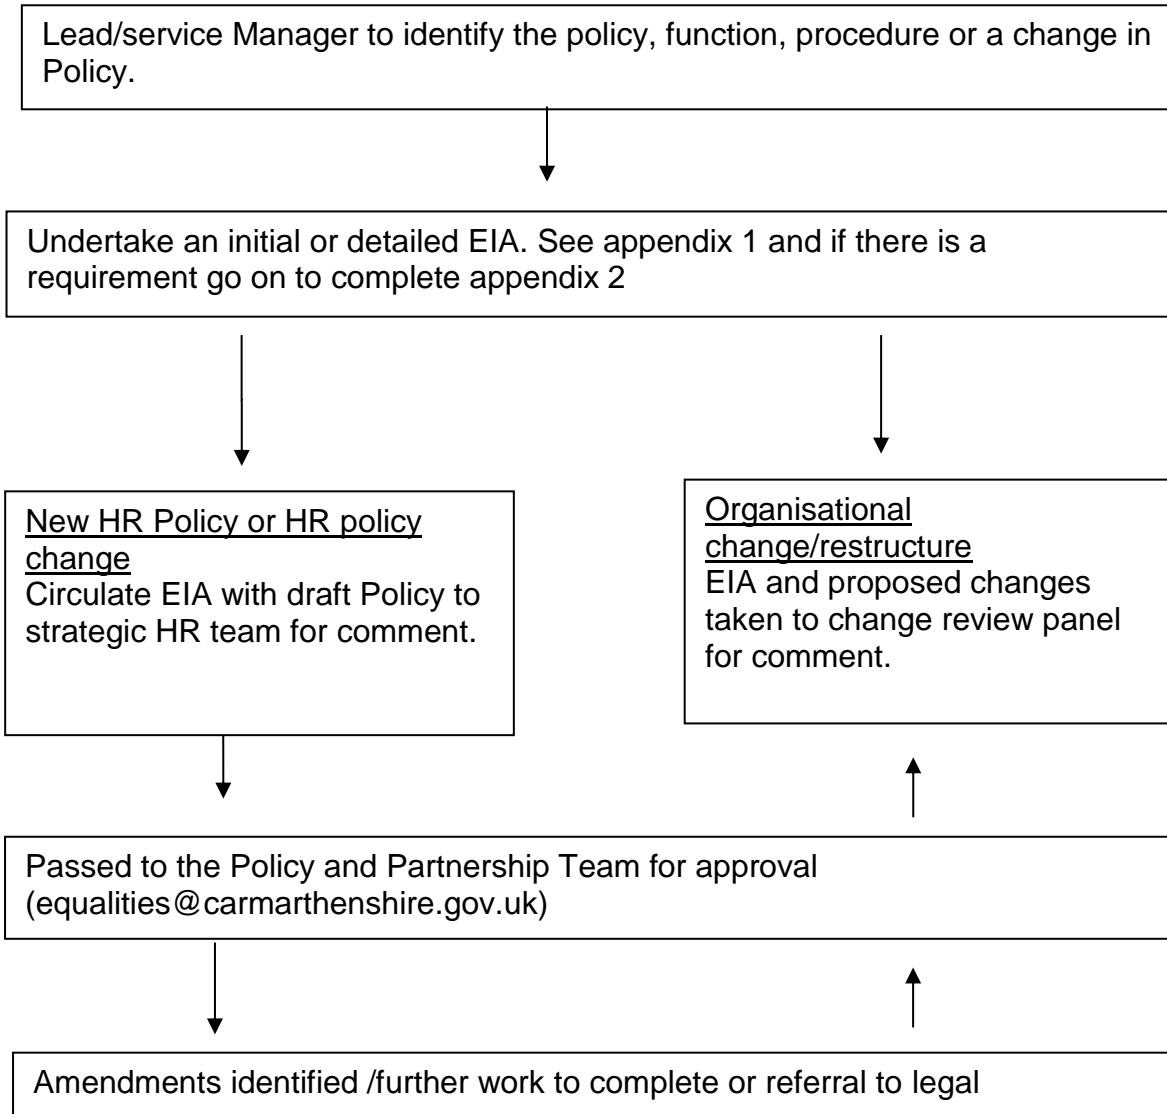 Lead/service Manager to identify the policy, function, procedure or a change in
Policy.
Undertake an initial or detailed EIA. See appendix 1 and if there is a
requirement go on to complete appendix 2
New HR Policy or HR policy
change
Circulate EIA with draft Policy to
strategic HR team for comment.
Organisational
change/restructure
EIA and proposed changes
taken to change review panel
for comment.
Passed to the Policy and Partnership Team for approval
(equalities@carmarthenshire.gov.uk)
Amendments identified /further work to complete or referral to legal